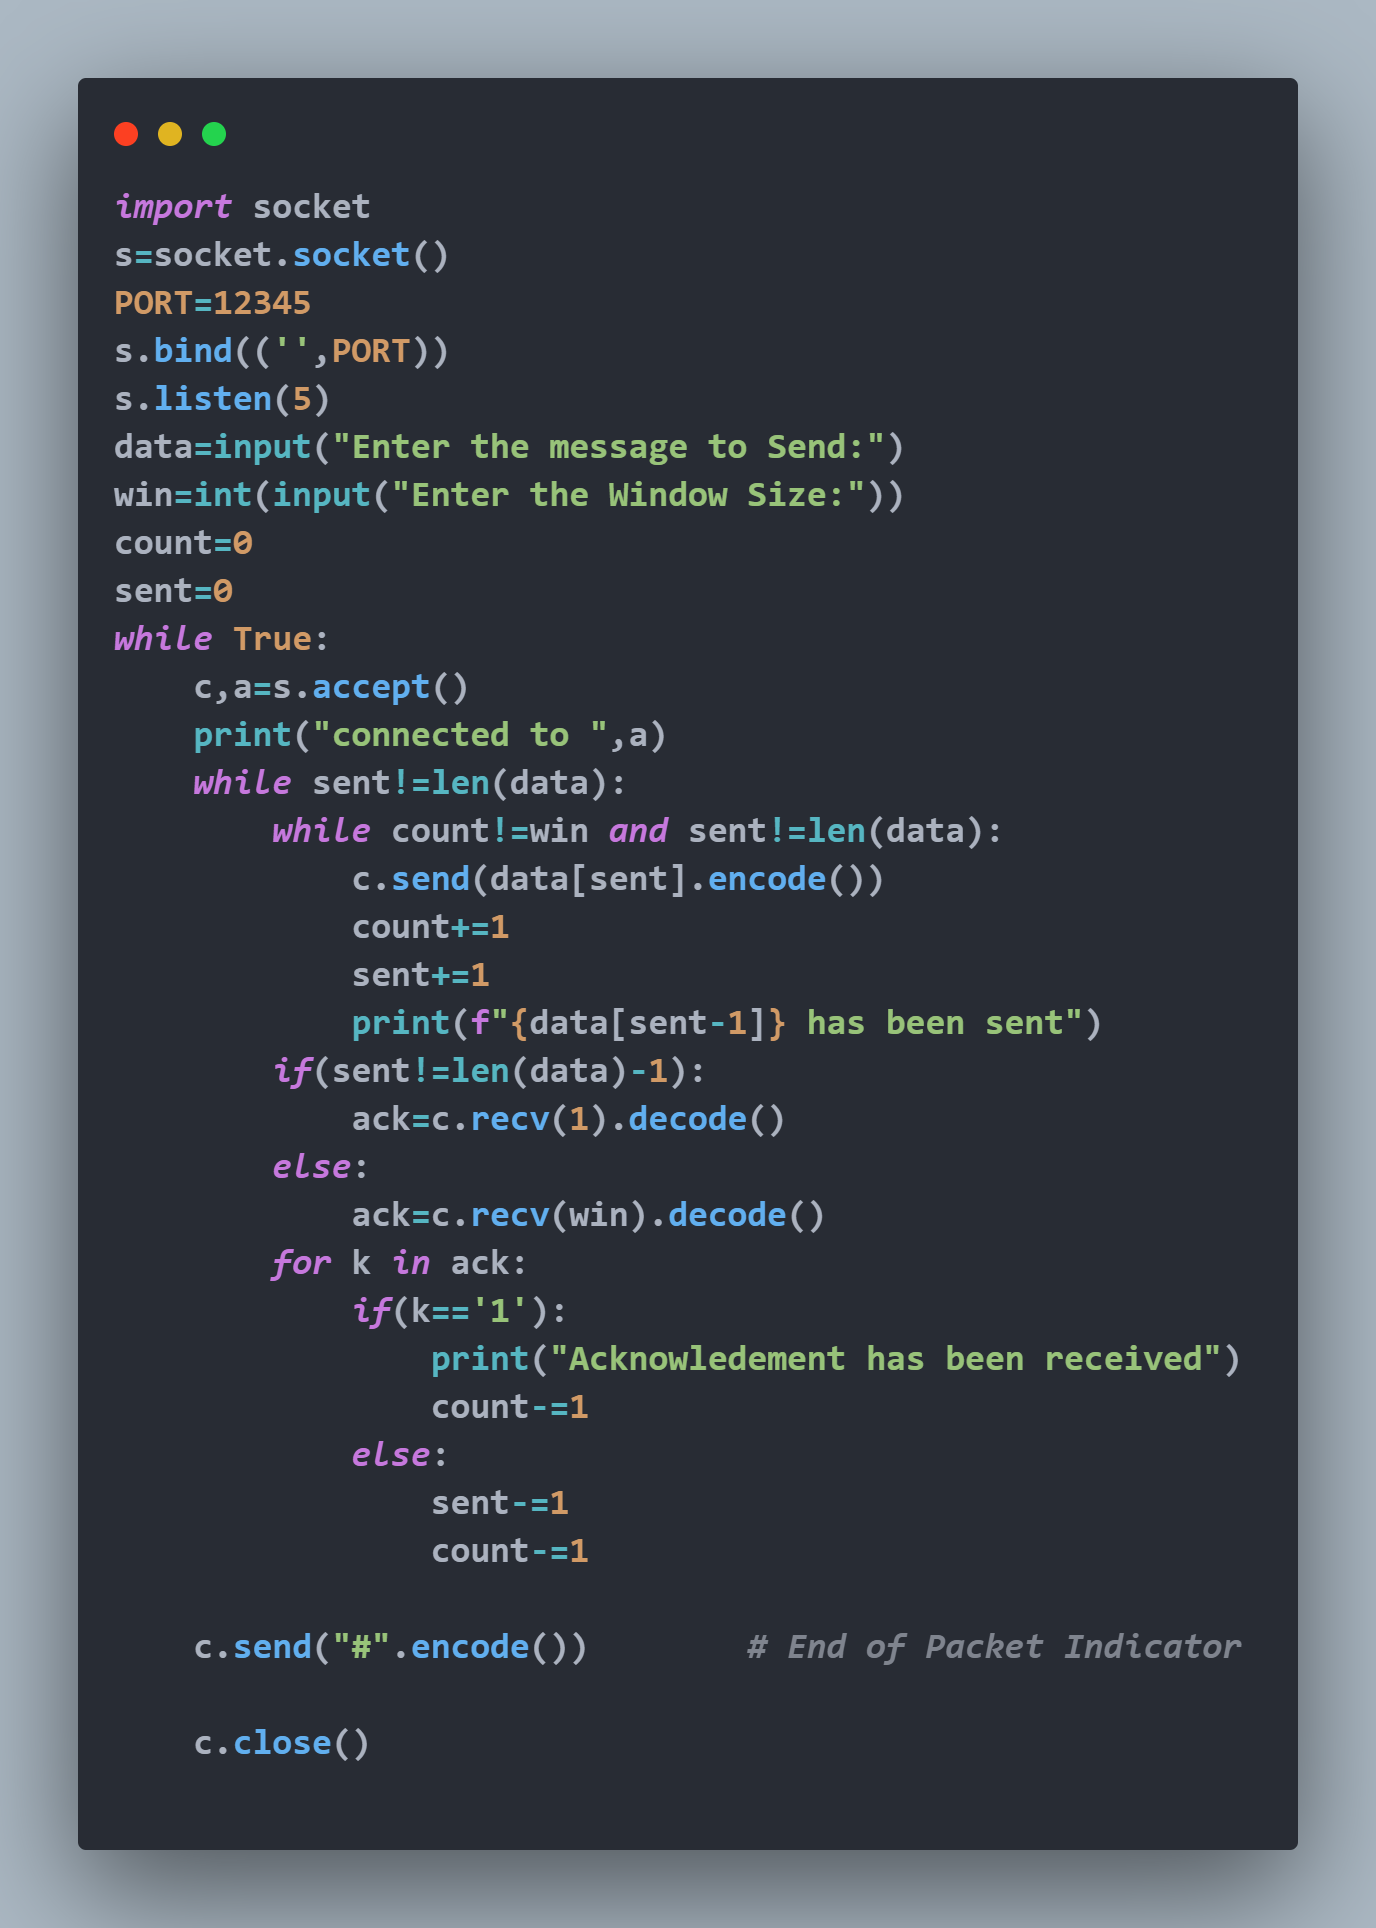 import socket
s=socket.socket()
PORT=12345
s.bind(('',PORT))
s.listen(5)
data=input("Enter the message to Send:")
win=int(input("Enter the Window Size:"))
count=0
sent=0
while True:
    c,a=s.accept()
    print("connected to ",a)
    while sent!=len(data):
        while count!=win and sent!=len(data):
            c.send(data[sent].encode())
            count+=1
            sent+=1
            print(f"{data[sent-1]} has been sent")
        if(sent!=len(data)-1):
            ack=c.recv(1).decode()
        else:
            ack=c.recv(win).decode()
        for k in ack:
            if(k=='1'):
                print("Acknowledement has been received")
                count-=1
            else:
                sent-=1
                count-=1

    c.send("#".encode())        # End of Packet Indicator

    c.close()